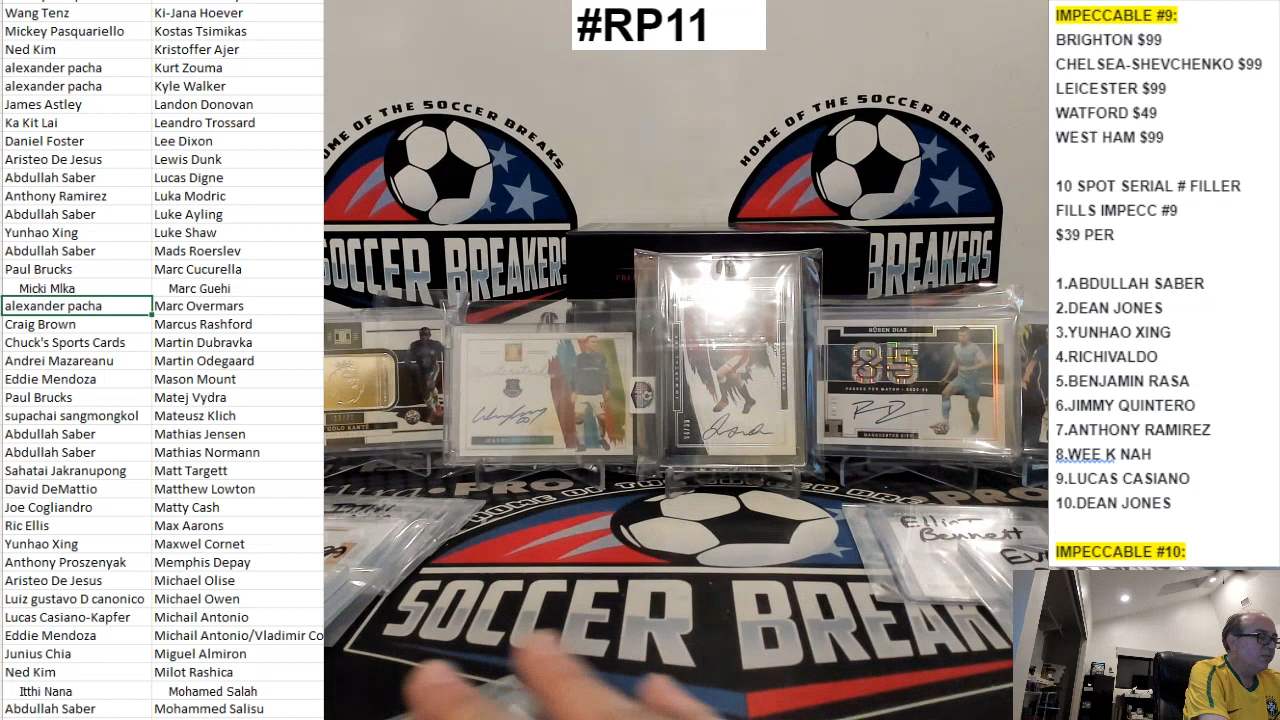 Wang Tenz Ki-Jana Hoever
Mickey Pasquariello Kostas Tsimikas
Ned Kim Kristoffer Ajer
alexander pacha Kurt Zouma
alexander pacha Kyle Walker
James Astley Landon Donovan
Ka Kit Lai Leandro Trossard
Daniel Foster Lee Dixon
Aristeo De Jesus Lewis Dunk
Abdullah Saber Lucas Digne
Anthony Ramirez Luka Modric
Abdullah Saber Luke Ayling
Yunhao Xing Luke Shaw
Abdullah Saber Mads Roerslev
Paul Brucks Marc Cucurella
Micki Mlka Marc Guehi
alexander pacha Marc Overmars
Craig Brown Marcus Rashford
Chuck's Sports Cards Martin Dubravka
Andrei Mazareanu Martin Odegaard
Eddie Mendoza Mason Mount
Paul Brucks Matej Vydra
supachai sangmongkol Mateusz Klich
Abdullah Saber Mathias Jensen
Abdullah Saber Mathias Normann
Sahatai Jakranupong Matt Targett
David DeMattio Matthew Lowton
Joe Cogliandro Matty Cash
Ric Ellis Max Aarons
Yunhao Xing Maxwel Cornet
Anthony Proszenyak Memphis Depay
Aristeo De Jesus Michael Olise
Luiz gustavo D canonico Michael Owen
Lucas Casiano-Kapfer Michail Antonio
Eddie Mendoza Michail Antonio/Vladimir Co
Junius Chia Miguel Almiron
Ned Kim Milot Rashica
Itthi Nana Mohamed Salah
Abdullah Saber Mohammed Salisu
#RP11
HOME OF THE SOCCER BREAKS
SOCCER BREAKERS
HOME OF THE SOCCER BREAKS
BREAKERS
RÚBEN DIAS
85
MANCHESTER CITY
PRO
Elliot
Bennett
SOCCER BREAK
IMPECCABLE #9:
BRIGHTON $99
CHELSEA-SHEVCHENKO $99
LEICESTER $99
WATFORD $49
WEST HAM $99
10 SPOT SERIAL # FILLER
FILLS IMPECC #9
$39 PER
1.ABDULLAH SABER
2.DEAN JONES
3.YUNHAO XING
4.RICHIVALDO
5.BENJAMIN RASA
6.JIMMY QUINTERO
7.ANTHONY RAMIREZ
8.WEE K NAH
9.LUCAS CASIANO
10.DEAN JONES
IMPECCABLE #10: